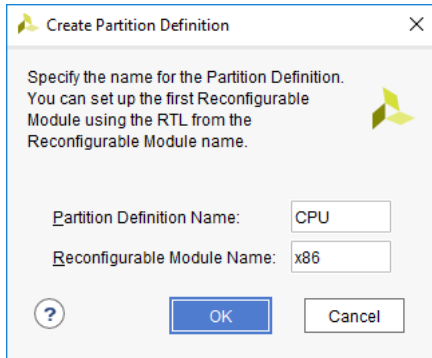 Create Partition Definition
Specify the name for the Partition Definition.
You can set up the first Reconfigurable
Module using the RTL from the
Reconfigurable Module name.
Partition Definition Name: CPU
Reconfigurable Module Name: x86
? OK Cancel